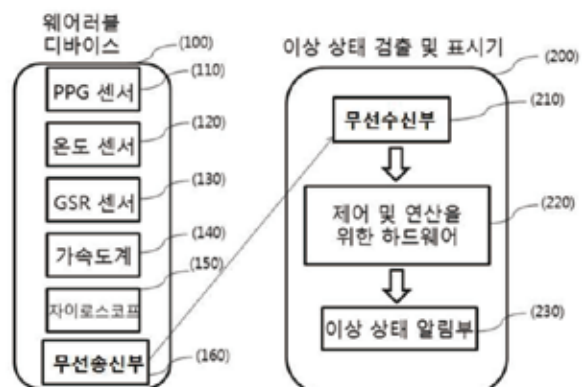 웨어러블
디바이스
(100)
PPG 센서
(110)
온도 센서
(120)
GSR 센서
(130)
가속도계
(140)
(150)
자이로스코프
무선송신부
(160)
이상 상태 검출 및 표시기
(200)
무선수신부
(210)
제어 및 연산을
위한 하드웨어
(220)
이상 상태 알림부
(230)